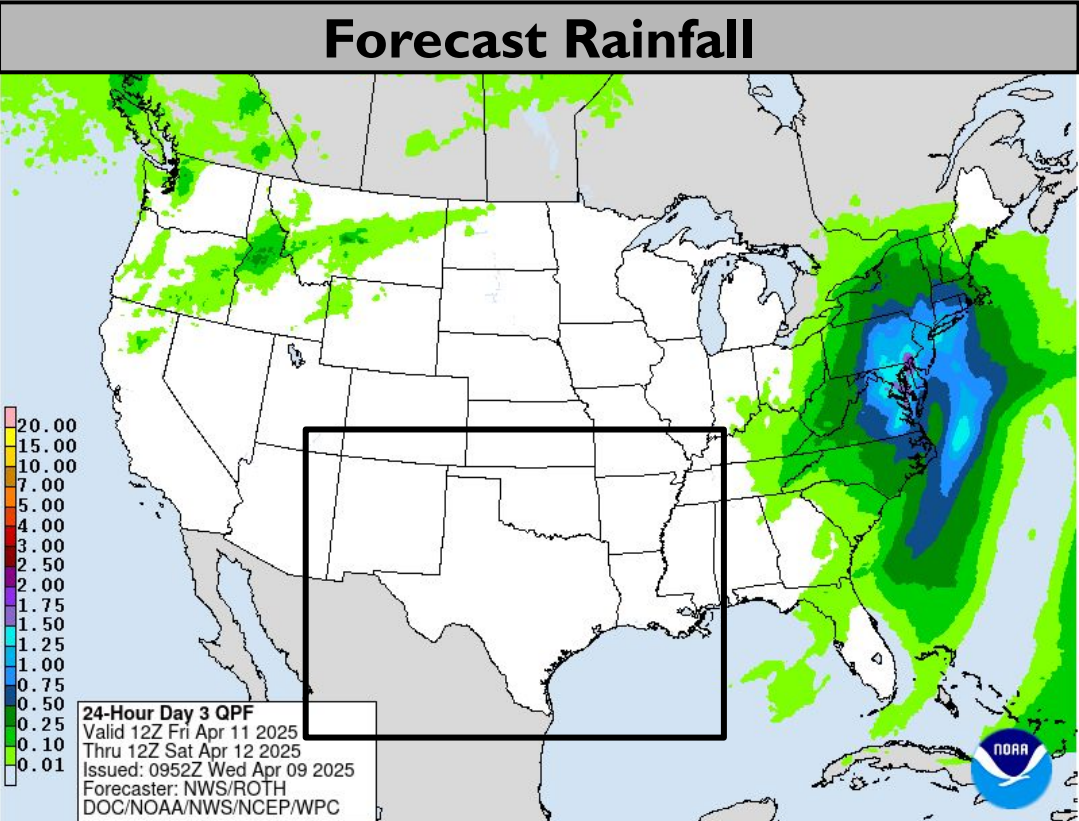 Forecast Rainfall
20.00
15.00
10.00
7.00
5.00
4.00
3.00
2.50
2.00
1.75
1.50
1.25
1.00
0.75
0.50
0.25
0.10
0.01
24-Hour Day 3 QPF
Valid 12Z Fri Apr 11 2025
Thru 12Z Sat Apr 12 2025
Issued: 0952Z Wed Apr 09 2025
Forecaster: NWS/ROTH
DOC/NOAA/NWS/NCEP/WPC
NOAA